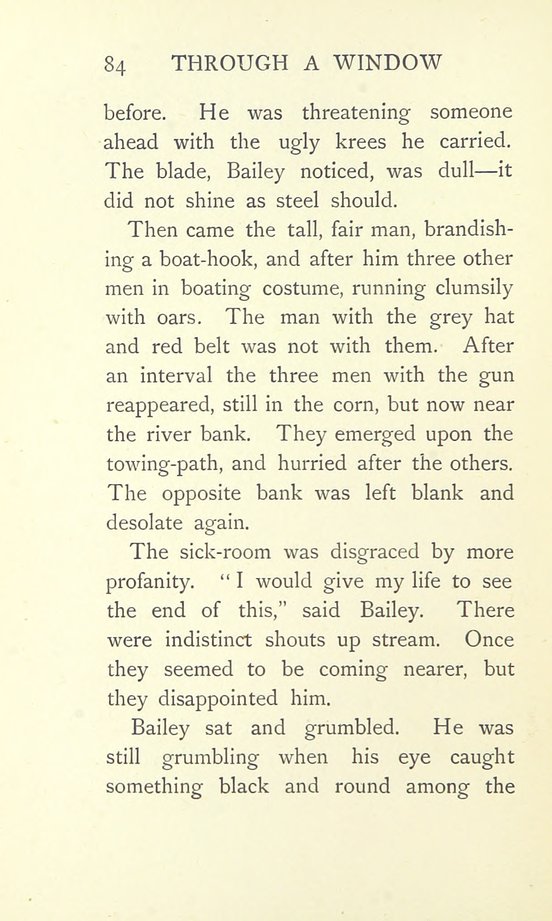 84 THROUGH A WINDOW
before. He was threatening someone
ahead with the ugly krees he carried.
The blade, Bailey noticed, was dull—it
did not shine as steel should.
Then came the tall, fair man, brandish-
ing a boat-hook, and after him three other
men in boating costume, running clumsily
with oars. The man with the grey hat
and red belt was not with them. After
an interval the three men with the gun
reappeared, still in the corn, but now near
the river bank. They emerged upon the
towing-path, and hurried after the others.
The opposite bank was left blank and
desolate again.
The sick-room was disgraced by more
profanity. “I would give my life to see
the end of this,” said Bailey. There
were indistinct shouts up stream. Once
they seemed to be coming nearer, but
they disappointed him.
Bailey sat and grumbled. He was
still grumbling when his eye caught
something black and round among the